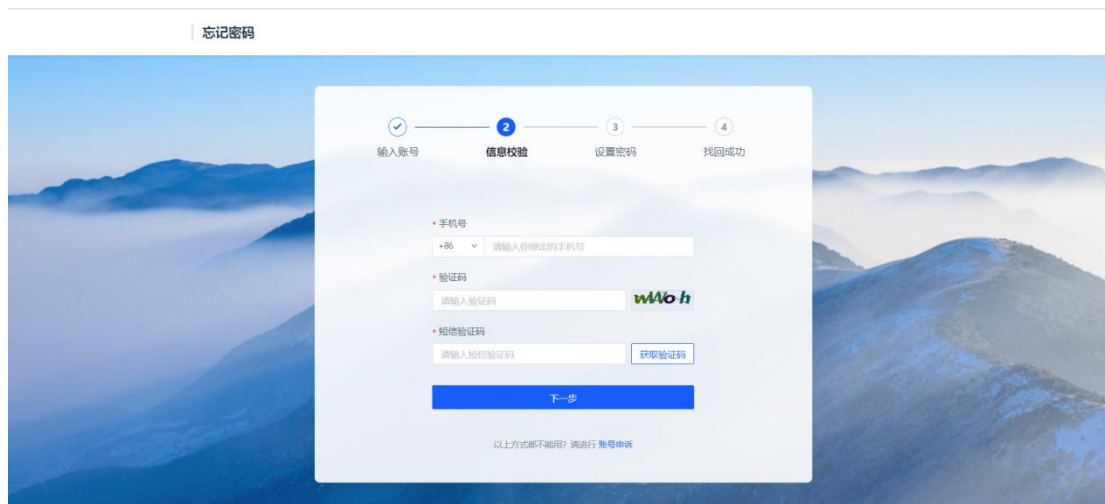 忘记密码
2 3 4
输入账号 信息校验 设置密码 找回成功
* 手机号
+86 请输入你绑定的手机号
* 验证码
请输入验证码
* 短信验证码
请输入短信验证码 获取验证码
下一步
以上方式都不能用？请进行 账号申诉